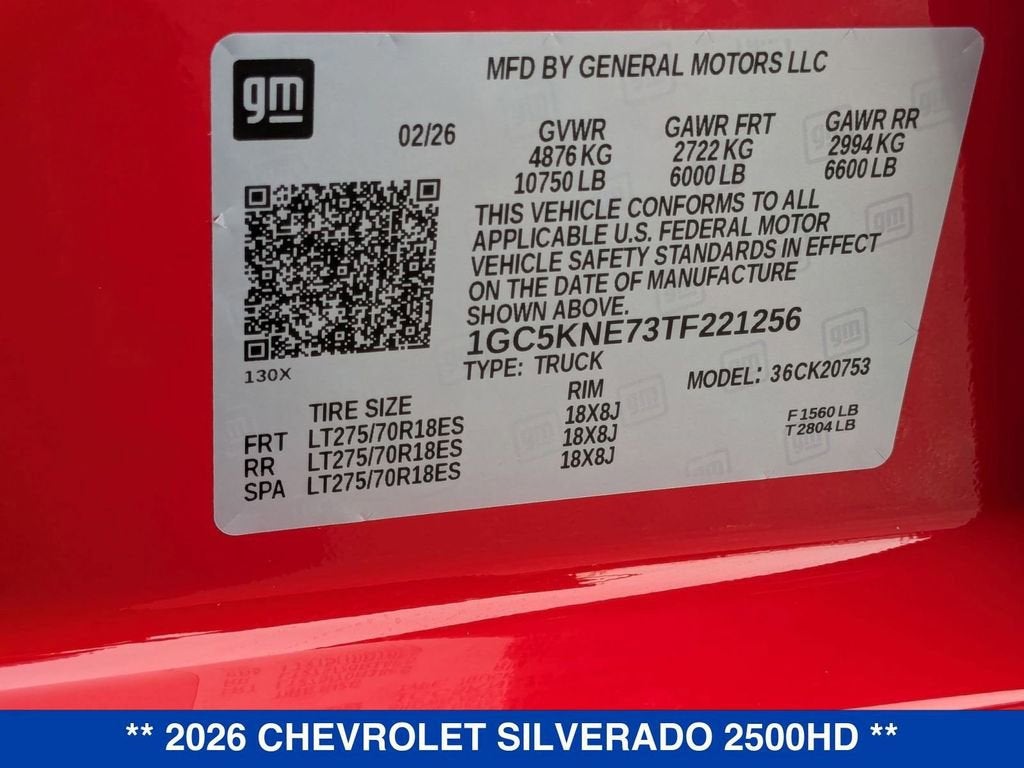 gm
MFD BY GENERAL MOTORS LLC
02/26
GVWR GAWR FRT GAWR RR
4876 KG 2722 KG 2994 KG
10750 LB 6000 LB 6600 LB
THIS VEHICLE CONFORMS TO ALL
APPLICABLE U.S. FEDERAL MOTOR
VEHICLE SAFETY STANDARDS IN EFFECT
ON THE DATE OF MANUFACTURE
SHOWN ABOVE.
1GC5KNE73TF221256
130X
TYPE: TRUCK
MODEL: 36CK20753
TIRE SIZE RIM
FRT LT275/70R18ES 18X8J
RR LT275/70R18ES 18X8J
SPA LT275/70R18ES 18X8J
F1560 LB
T2804 LB
** 2026 CHEVROLET SILVERADO 2500HD **